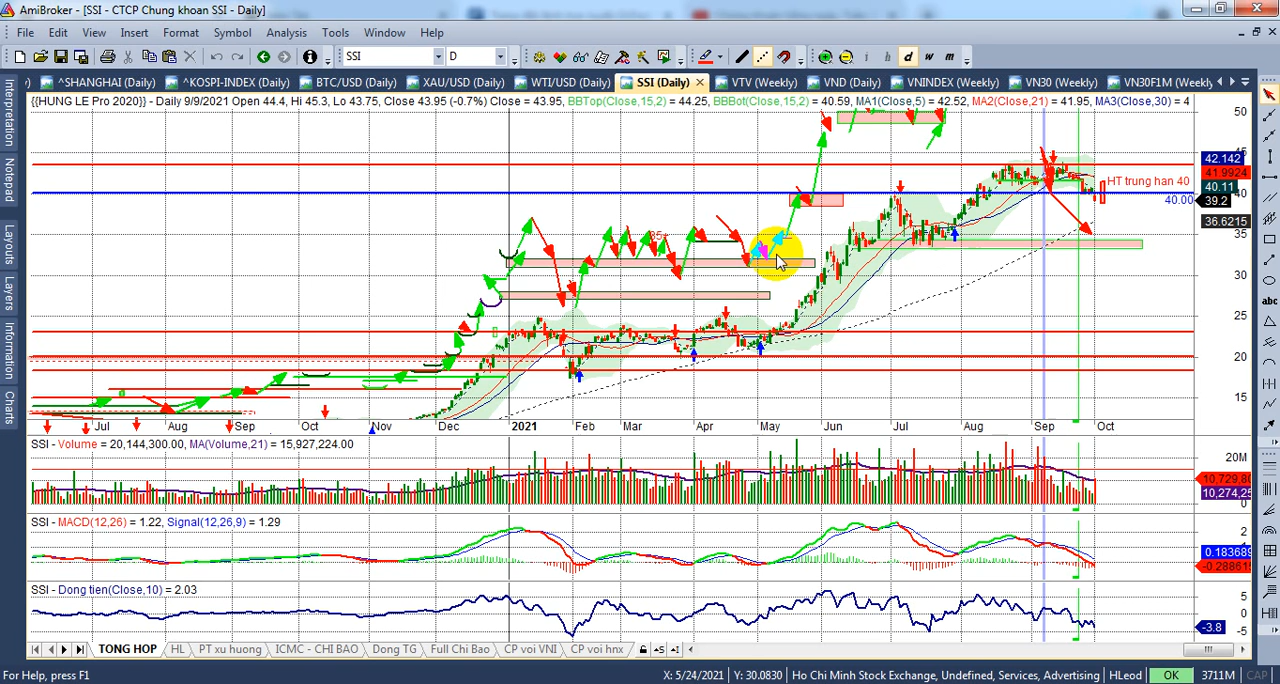 AmiBroker - [SSI - CTCP Chung khoan SSI - Daily]
File Edit View Insert Format Symbol Analysis Tools Window Help
SSI D h d w m
^SHANGHAI (Daily) ^KOSPI-INDEX (Daily) BTC/USD (Daily) XAU/USD (Daily) WTI/USD (Daily) SSI (Daily) VTV (Weekly) VND (Daily) VNINDEX (Weekly) VN30 (Weekly) VN30F1M (Weekly
{{HUNG LE Pro 2020}} - Daily 9/9/2021 Open 44.4, Hi 45.3, Lo 43.75, Close 43.95 (-0.7%) Close = 43.95, BBTop(Close,15,2) = 44.25, BBBot(Close,15,2) = 40.59, MA1(Close,5) = 42.52, MA2(Close,21) = 41.95, MA3(Close,30) = 4
Interpretation
Notepad
Layers
Layouts
Information
Charts
50
45
42.142
41.9924
HT trung han 40
40.11
40
40.00
39.2
36.6215
35
35
30
25
20
15
Jul Aug Sep Oct Nov Dec 2021 Feb Mar Apr May Jun Jul Aug Sep Oct
SSI - Volume = 20,144,300.00, MA(Volume,21) = 15,927,224.00
20M
10,729,80
10,274,25
0
SSI - MACD(12,26) = 1.22, Signal(12,26,9) = 1.29
2
1
0.183689
-0.288615
SSI - Dong tien(Close,10) = 2.03
5
0
-3.8
-5
TONG HOP HL PT xu huong ICMC - CHI BAO Dong TG Full Chi Bao CP voi VNI CP voi hnx
For Help, press F1 X: 5/24/2021 Y: 30.0830 Ho Chi Minh Stock Exchange, Undefined, Services, Advertising HLeod OK 3711M CAP